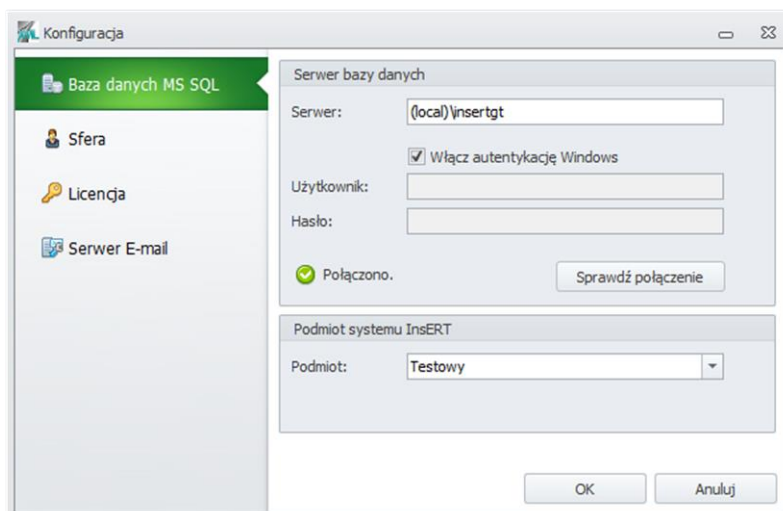 Konfiguracja
Baza danych MS SQL
Sfera
Licencja
Serwer E-mail
Serwer bazy danych
Serwer: (local)\insertgt
Włącz autentykację Windows
Użytkownik:
Hasło:
Połączono. Sprawdź połączenie
Podmiot systemu InsERT
Podmiot: Testowy
OK Anuluj